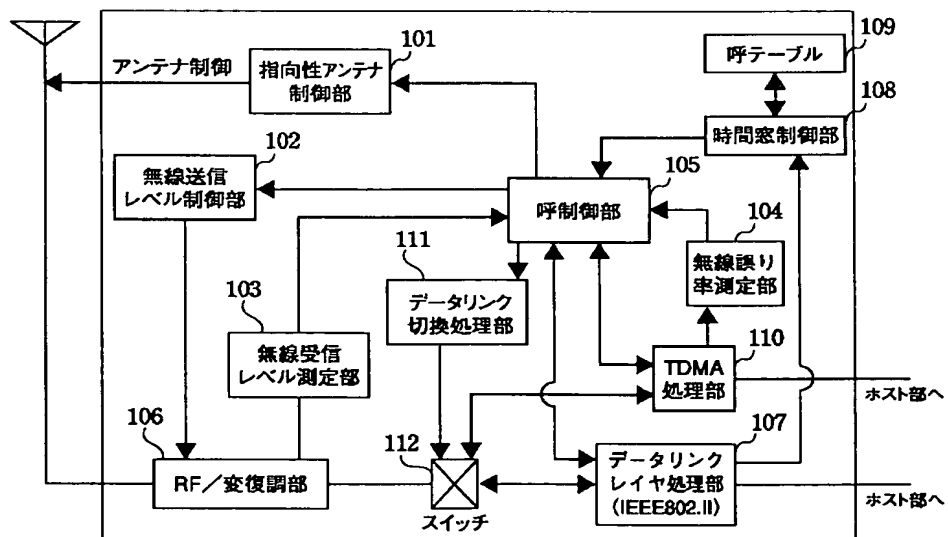 109
呼テーブル
101
アンテナ制御
指向性アンテナ
制御部
108
時間窓制御部
102
無線送信
レベル制御部
105
呼制御部
104
無線誤り
率測定部
111
データリンク
切換処理部
103
無線受信
レベル測定部
110
TDMA
処理部
ホスト部へ
106
RF/変復調部
112
スイッチ
107
データリンク
レイヤ処理部
(IEEE802.II)
ホスト部へ